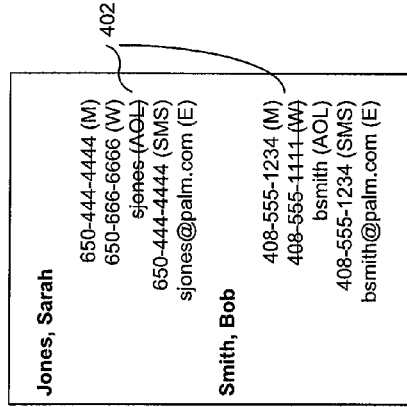 Jones, Sarah
650-444-4444 (M)
650-666-6666 (W)
sjones (AOL)
650-444-4444 (SMS)
sjones@palm.com (E)
Smith, Bob
408-555-1234 (M)
408-555-1111 (W)
bsmith (AOL)
408-555-1234 (SMS)
bsmith@palm.com (E)
402